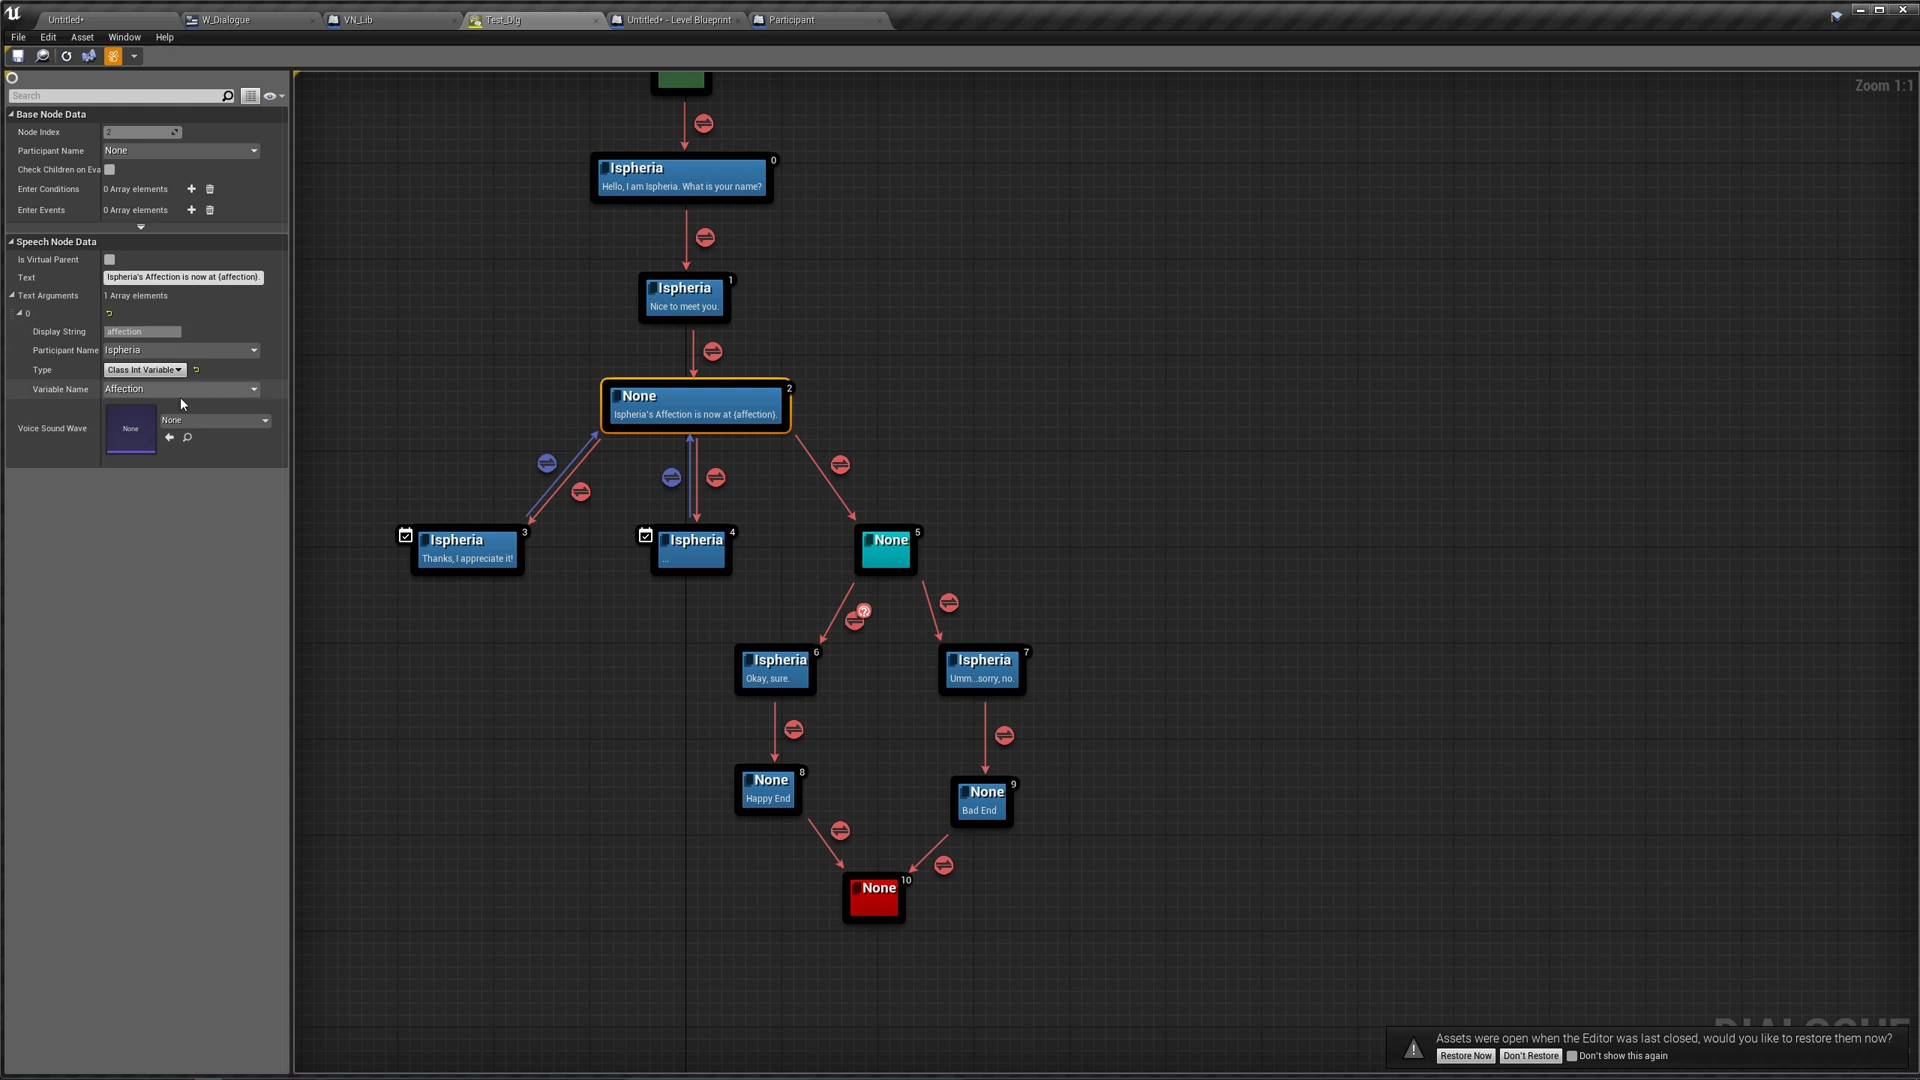 Untitled*
W_Dialogue
VN_Lib
Test_Dlg
Untitled* - Level Blueprint
Participant
File Edit Asset Window Help
Search
Zoom 1:1
Base Node Data
Node Index 2
Participant Name None
Check Children on Eva
Enter Conditions 0 Array elements
Enter Events 0 Array elements
Speech Node Data
Is Virtual Parent
Text Ispheria's Affection is now at {affection}.
Text Arguments 1 Array elements
0
Display String affection
Participant Name Ispheria
Type Class Int Variable
Variable Name Affection
Voice Sound Wave None None
0
Ispheria
Hello, I am Ispheria. What is your name?
1
Ispheria
Nice to meet you.
2
None
Ispheria's Affection is now at {affection}.
3
Ispheria
Thanks, I appreciate it!
4
Ispheria
...
5
None
6
Ispheria
Okay, sure.
7
Ispheria
Umm...sorry, no.
8
None
Happy End
9
None
Bad End
10
None
Assets were open when the Editor was last closed, would you like to restore them now?
Restore Now Don't Restore Don't show this again